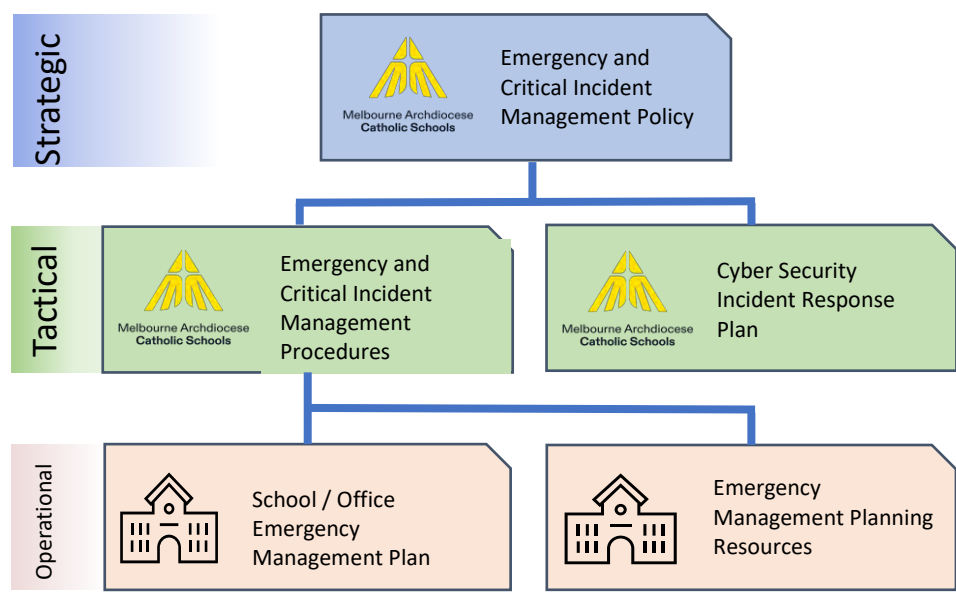 Strategic
Emergency and
Critical Incident
Management Policy
Melbourne Archdiocese
Catholic Schools
Tactical
Emergency and
Critical Incident
Management
Procedures
Melbourne Archdiocese
Catholic Schools
Cyber Security
Incident Response
Plan
Melbourne Archdiocese
Catholic Schools
Operational
School / Office
Emergency
Management Plan
Emergency
Management Planning
Resources